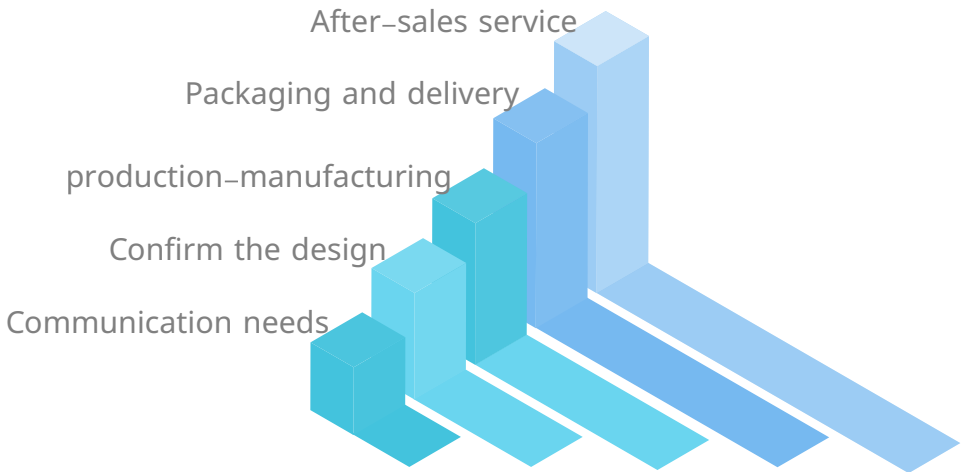 After–sales service
Packaging and delivery
production–manufacturing
Confirm the design
Communication needs